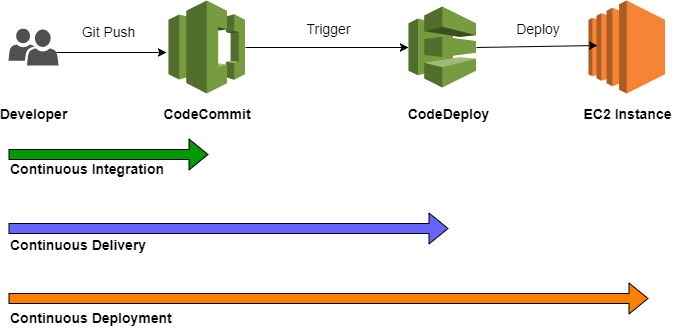 Git Push
Trigger
Deploy
Developer
CodeCommit
CodeDeploy
EC2 Instance
Continuous Integration
Continuous Delivery
Continuous Deployment